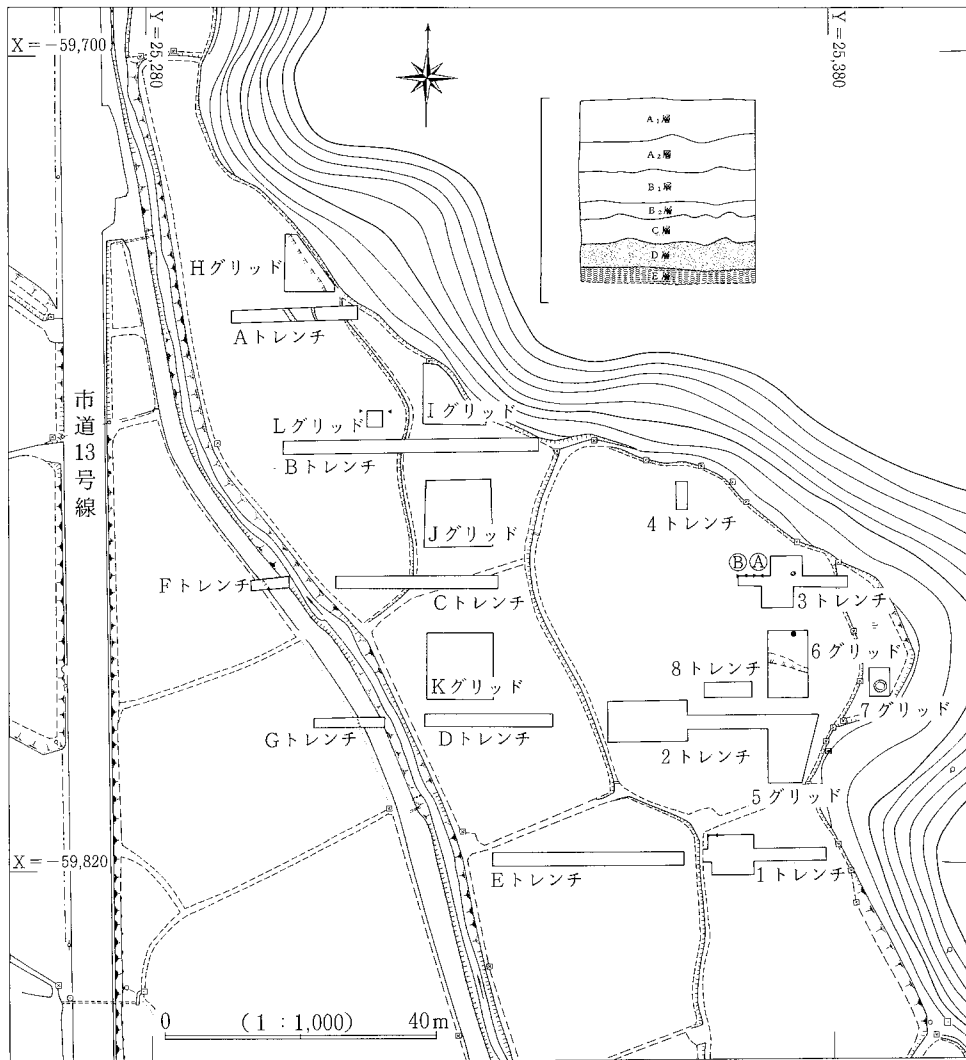 X＝−59,700
Y＝25,280
Y＝25,380
A₁層
A₂層
B₁層
B₂層
C層
D層
E層
Hグリッド
Aトレンチ
市道13号線
Iグリッド
Lグリッド
Bトレンチ
4トレンチ
Jグリッド
Ⓑ Ⓐ
Fトレンチ
Cトレンチ
3トレンチ
6グリッド
8トレンチ
Kグリッド
7グリッド
Gトレンチ
Dトレンチ
2トレンチ
5グリッド
X＝−59,820
Eトレンチ
1トレンチ
0 (1：1,000) 40m